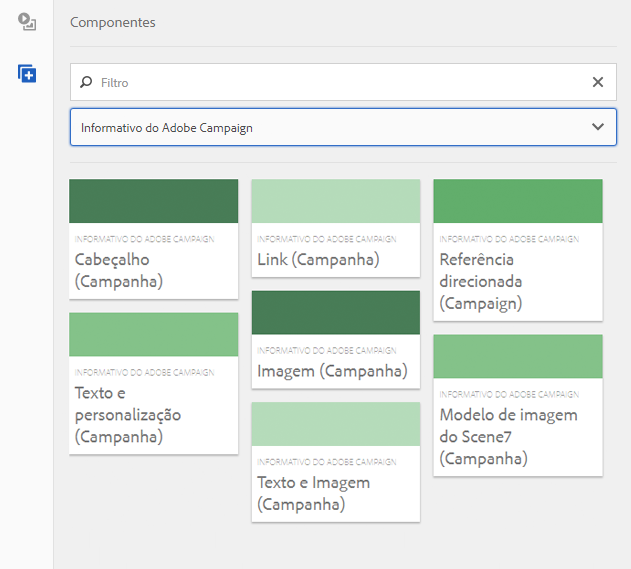 Componentes
Filtro
Informativo do Adobe Campaign
INFORMATIVO DO ADOBE CAMPAIGN
Cabeçalho
(Campanha)
INFORMATIVO DO ADOBE CAMPAIGN
Link (Campanha)
INFORMATIVO DO ADOBE CAMPAIGN
Referência
direcionada
(Campaign)
INFORMATIVO DO ADOBE CAMPAIGN
Texto e
personalização
(Campanha)
INFORMATIVO DO ADOBE CAMPAIGN
Imagem (Campanha)
INFORMATIVO DO ADOBE CAMPAIGN
Modelo de imagem
do Scene7
(Campanha)
INFORMATIVO DO ADOBE CAMPAIGN
Texto e Imagem
(Campanha)